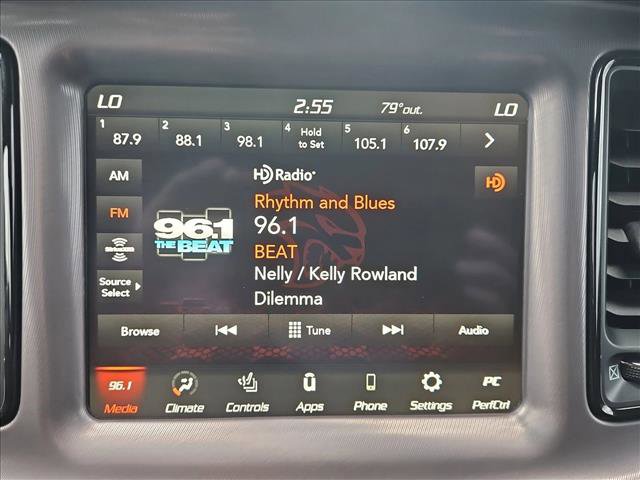 LO 2:55 79°out. LO
1 87.9 2 88.1 3 98.1 4 Hold to Set 5 105.1 6 107.9
AM
HD Radio
FM
HD
Rhythm and Blues
96.1
96.1
THE BEAT
BEAT
SiriusXM
Nelly / Kelly Rowland
Source
Select
Dilemma
Browse Tune Audio
96.1 PC
Media Climate Controls Apps Phone Settings PerfCtrl